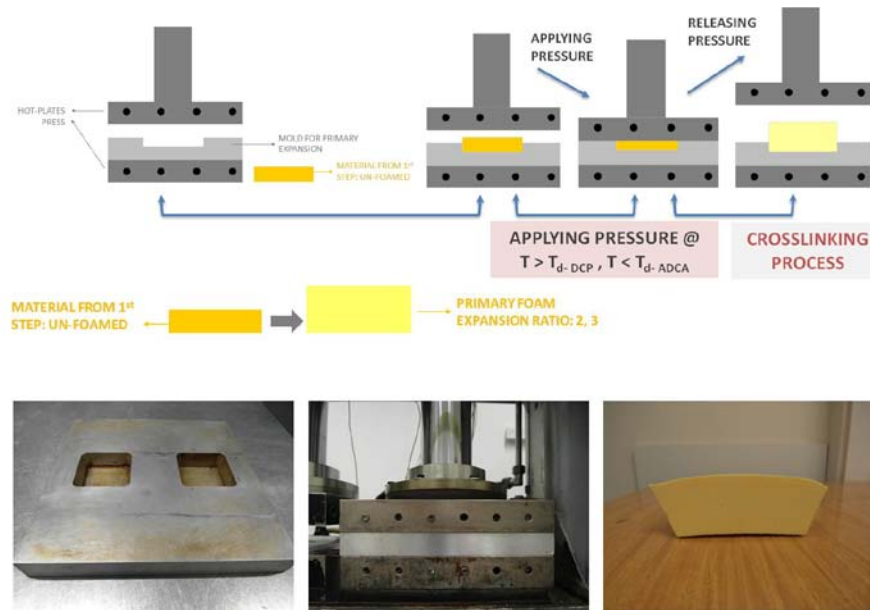 APPLYING
PRESSURE
RELEASING
PRESSURE
HOT-PLATES
PRESS
MOLD FOR PRIMARY
EXPANSION
MATERIAL FROM 1st
STEP: UN-FOAMED
APPLYING PRESSURE @
T > Td- DCP , T < Td- ADCA
CROSSLINKING
PROCESS
MATERIAL FROM 1st
STEP: UN-FOAMED
PRIMARY FOAM
EXPANSION RATIO: 2, 3